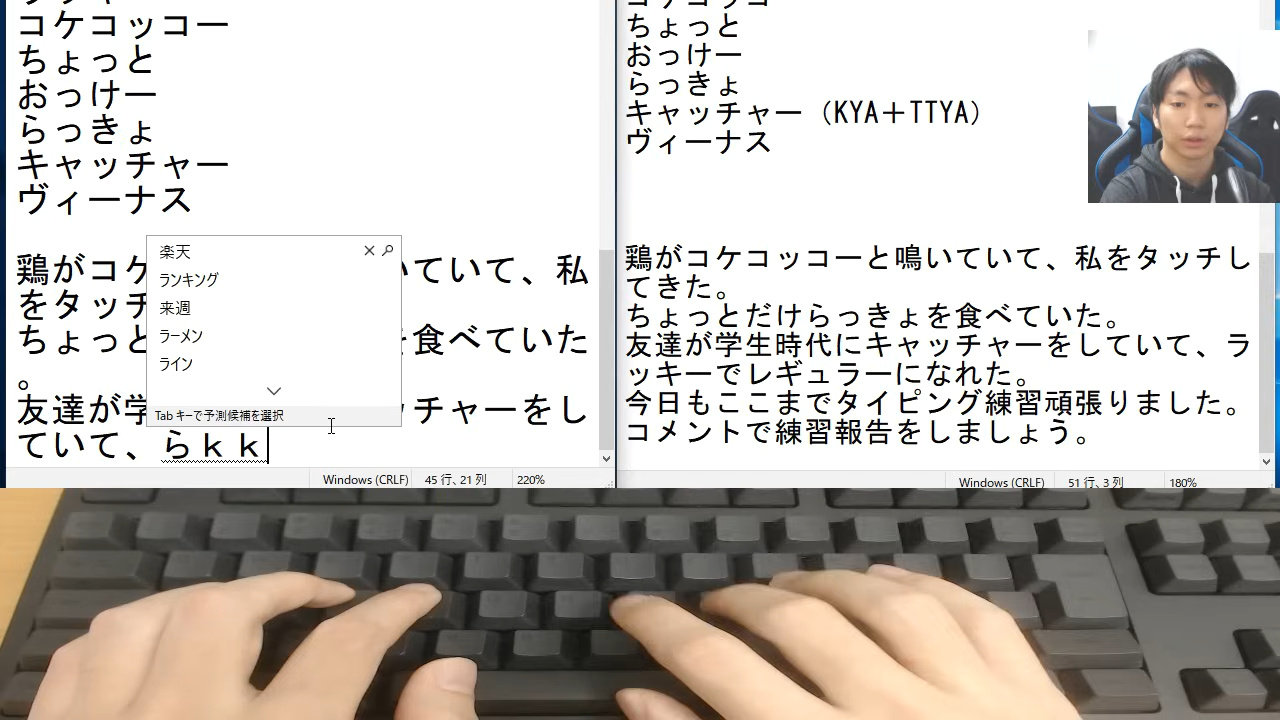 コケコッコー
ちょっと
おっけー
らっきょ
キャッチャー
ヴィーナス
鶏がコケ
いていて、私
をタッチ
ちょっと
を食べていた
。
友達が学
ッチャーをし
ていて、らｋｋ
楽天
ランキング
来週
ラーメン
ライン
Tab キーで予測候補を選択
Windows (CRLF)
45 行、21 列
220%
コケコッコー
ちょっと
おっけー
らっきょ
キャッチャー（KYA＋TTYA）
ヴィーナス
鶏がコケコッコーと鳴いていて、私をタッチし
てきた。
ちょっとだけらっきょを食べていた。
友達が学生時代にキャッチャーをしていて、ラ
ッキーでレギュラーになれた。
今日もここまでタイピング練習頑張りました。
コメントで練習報告をしましょう。
Windows (CRLF)
51 行、3 列
180%